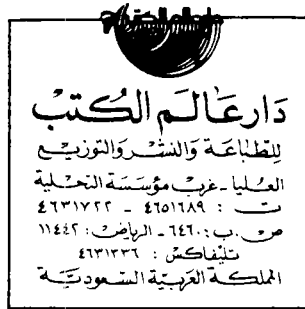 دار عالم الكتب
للطباعة والنشر والتوزيع
العليا - غرب مؤسسة التحلية
ت : ٤٦٥١٦٨٩ - ٤٦٣١٧٢٢
ص. ب : ٦٤٦٠ - الرياض : ١١٤٤٢
تليفاكس : ٤٦٣١٣٣٦
المملكة العربية السعودية